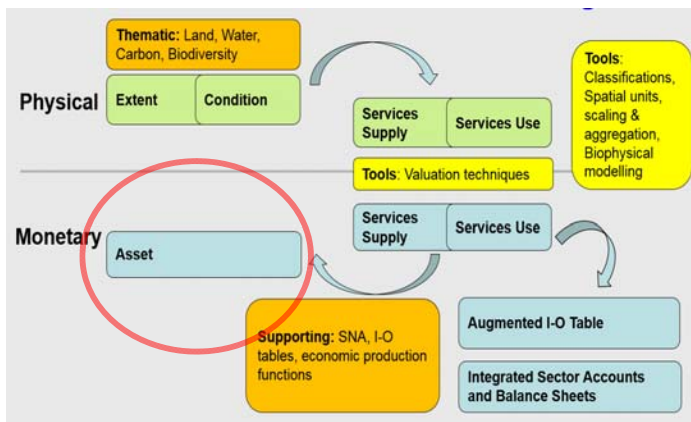 Thematic: Land, Water,
Carbon, Biodiversity
Physical
Extent
Condition
Services
Supply
Services Use
Tools:
Classifications,
Spatial units,
scaling &
aggregation,
Biophysical
modelling
Tools: Valuation techniques
Monetary
Asset
Services
Supply
Services Use
Supporting: SNA, I-O
tables, economic production
functions
Augmented I-O Table
Integrated Sector Accounts
and Balance Sheets